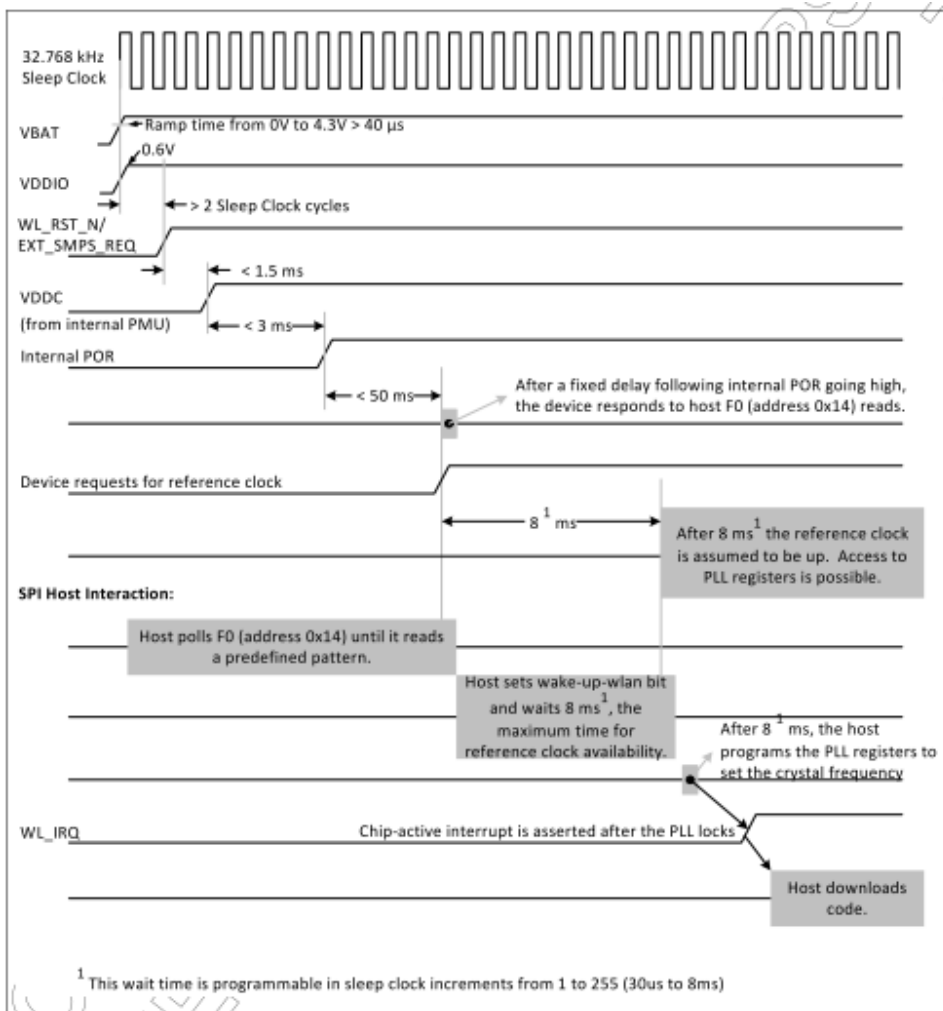 32.768 kHz
Sleep Clock
VBAT
Ramp time from 0V to 4.3V > 40 µs
0.6V
VDDIO
> 2 Sleep Clock cycles
WL_RST_N/
EXT_SMPS_REQ
< 1.5 ms
VDDC
(from internal PMU)
< 3 ms
Internal POR
< 50 ms
After a fixed delay following internal POR going high,
the device responds to host F0 (address 0x14) reads.
Device requests for reference clock
8 1 ms
After 8 ms1 the reference clock
is assumed to be up. Access to
PLL registers is possible.
SPI Host Interaction:
Host polls F0 (address 0x14) until it reads
a predefined pattern.
Host sets wake-up-wlan bit
and waits 8 ms1, the
maximum time for
reference clock availability.
After 8 1 ms, the host
programs the PLL registers to
set the crystal frequency
WL_IRQ
Chip-active interrupt is asserted after the PLL locks
Host downloads
code.
1 This wait time is programmable in sleep clock increments from 1 to 255 (30us to 8ms)